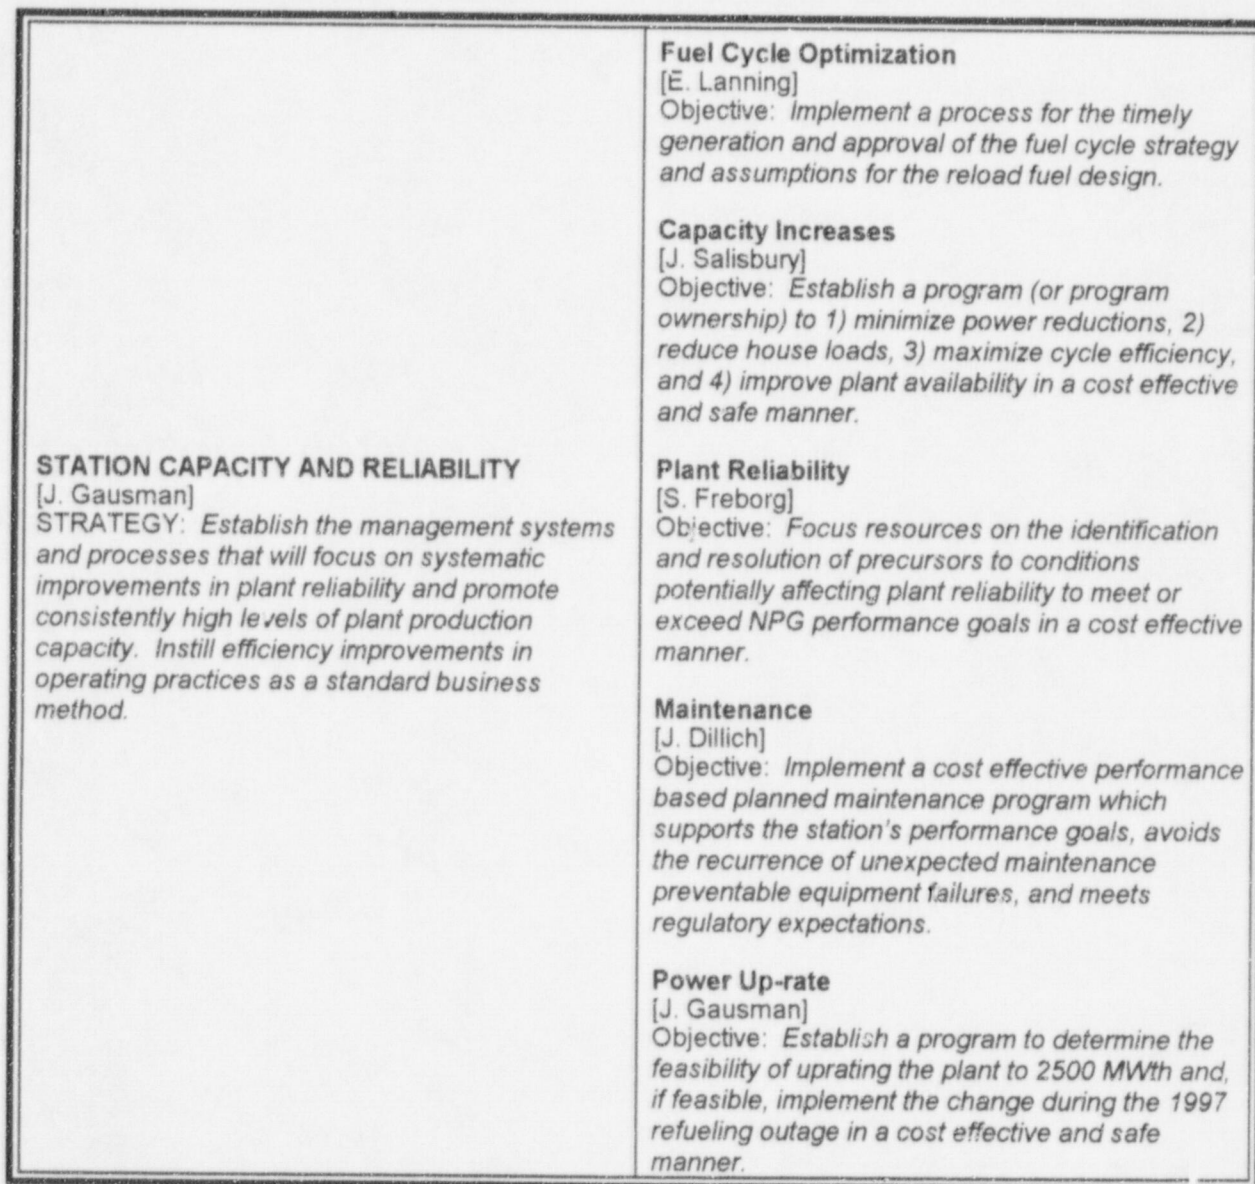 STATION CAPACITY AND RELIABILITY
[J. Gausman]
STRATEGY: Establish the management systems
and processes that will focus on systematic
improvements in plant reliability and promote
consistently high levels of plant production
capacity. Instill efficiency improvements in
operating practices as a standard business
method.
Fuel Cycle Optimization
[E. Lanning]
Objective: Implement a process for the timely
generation and approval of the fuel cycle strategy
and assumptions for the reload fuel design.
Capacity Increases
[J. Salisbury]
Objective: Establish a program (or program
ownership) to 1) minimize power reductions, 2)
reduce house loads, 3) maximize cycle efficiency,
and 4) improve plant availability in a cost effective
and safe manner.
Plant Reliability
[S. Freborg]
Objective: Focus resources on the identification
and resolution of precursors to conditions
potentially affecting plant reliability to meet or
exceed NPG performance goals in a cost effective
manner.
Maintenance
[J. Dillich]
Objective: Implement a cost effective performance
based planned maintenance program which
supports the station's performance goals, avoids
the recurrence of unexpected maintenance
preventable equipment failures, and meets
regulatory expectations.
Power Up-rate
[J. Gausman]
Objective: Establish a program to determine the
feasibility of uprating the plant to 2500 MWth and,
if feasible, implement the change during the 1997
refueling outage in a cost effective and safe
manner.